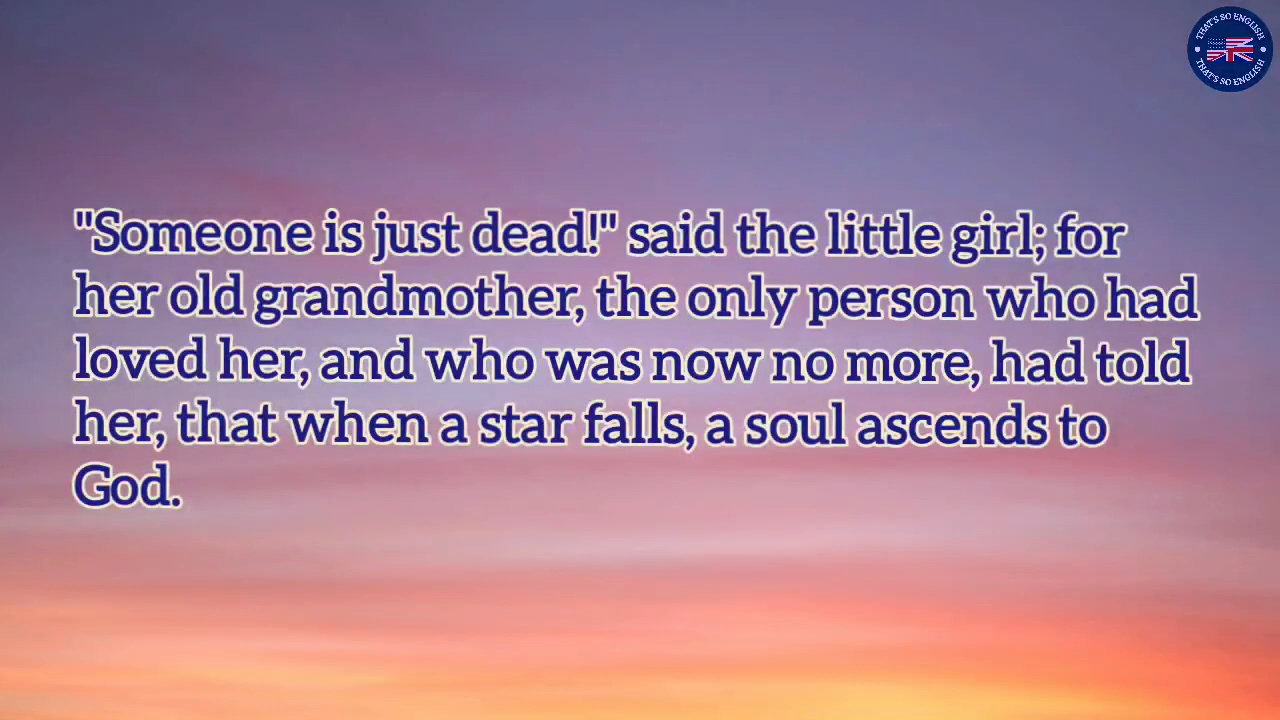 THAT'S SO ENGLISH
THAT'S SO ENGLISH
"Someone is just dead!" said the little girl; for
her old grandmother, the only person who had
loved her, and who was now no more, had told
her, that when a star falls, a soul ascends to
God.